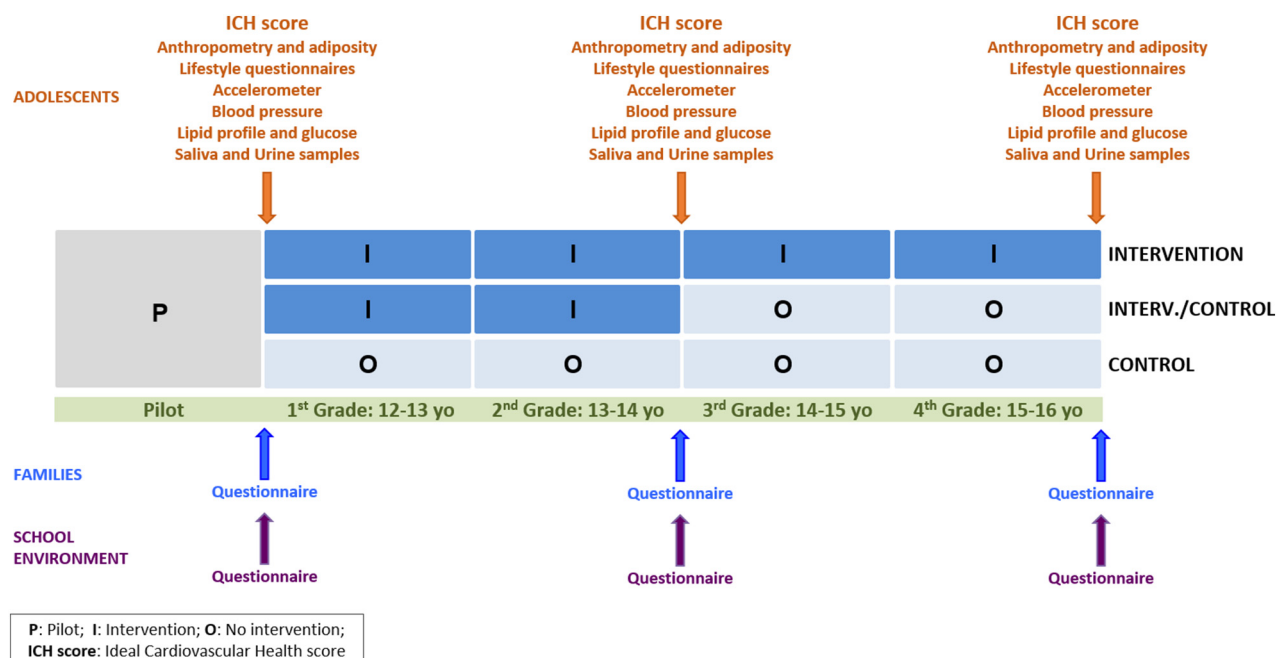 ICH score
Anthropometry and adiposity
Lifestyle questionnaires
Accelerometer
Blood pressure
Lipid profile and glucose
Saliva and Urine samples
ICH score
Anthropometry and adiposity
Lifestyle questionnaires
Accelerometer
Blood pressure
Lipid profile and glucose
Saliva and Urine samples
ICH score
Anthropometry and adiposity
Lifestyle questionnaires
Accelerometer
Blood pressure
Lipid profile and glucose
Saliva and Urine samples
ADOLESCENTS
P
I I I I INTERVENTION
I I O O INTERV./CONTROL
O O O O CONTROL
Pilot 1st Grade: 12-13 yo 2nd Grade: 13-14 yo 3rd Grade: 14-15 yo 4th Grade: 15-16 yo
FAMILIES
Questionnaire Questionnaire Questionnaire
SCHOOL
ENVIRONMENT
Questionnaire Questionnaire Questionnaire
P: Pilot; I: Intervention; O: No intervention;
ICH score: Ideal Cardiovascular Health score